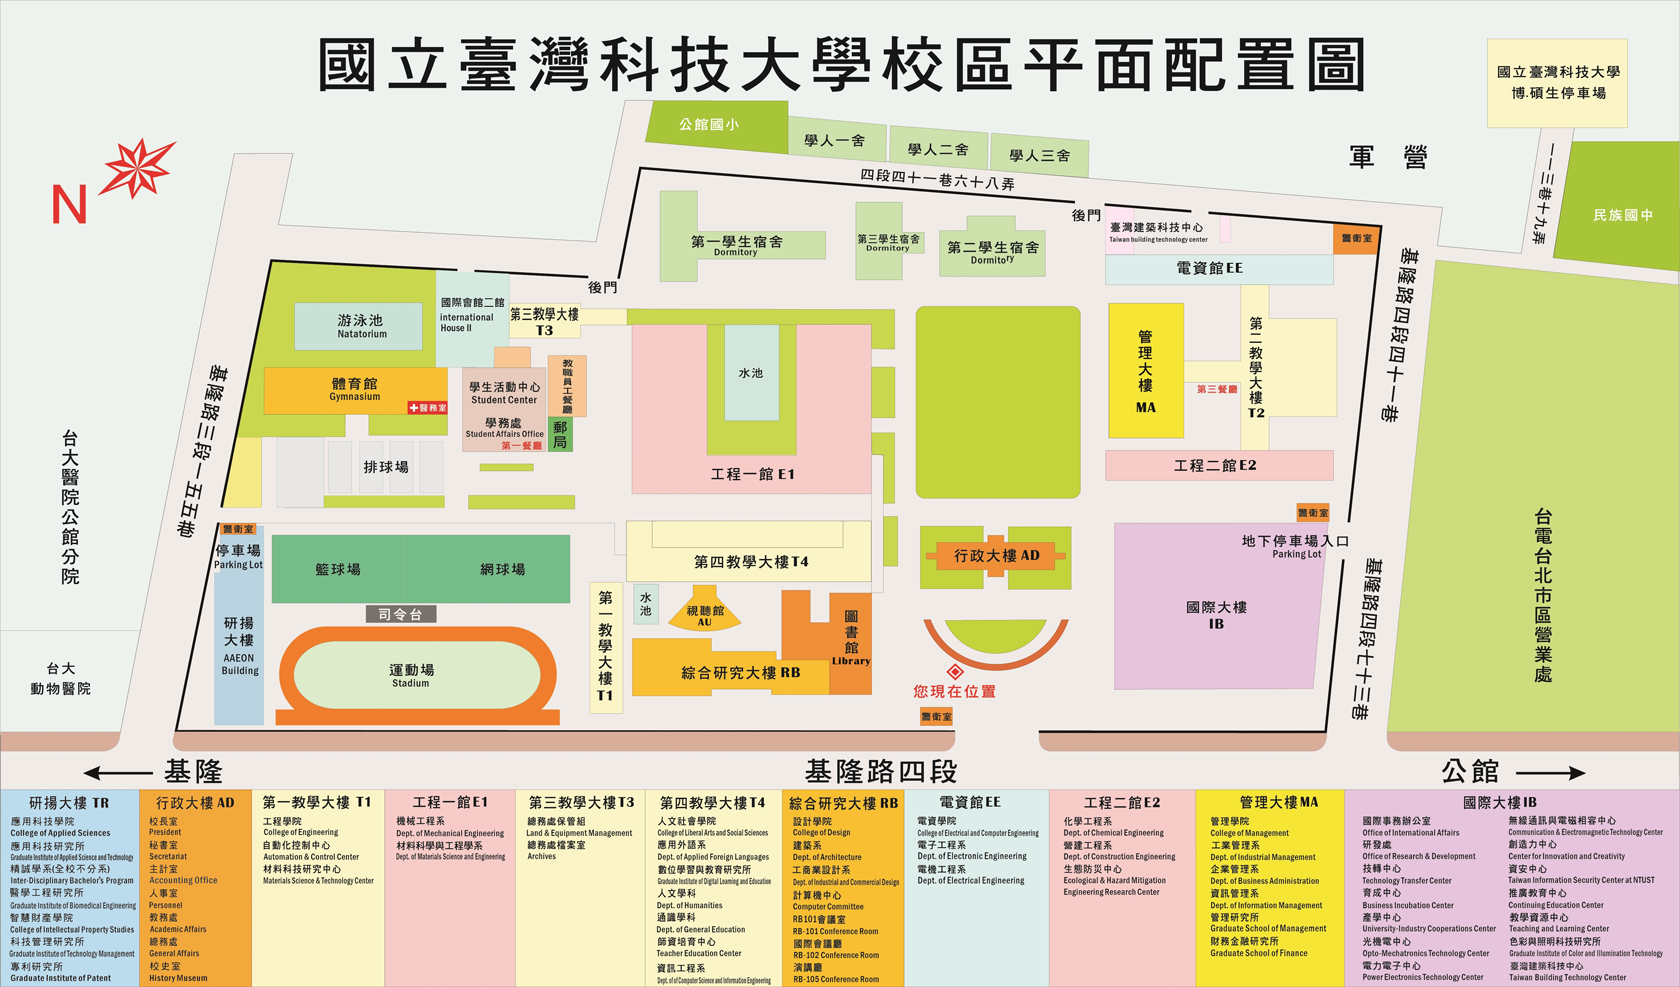 國立臺灣科技大學校區平面配置圖
國立臺灣科技大學
博.碩生停車場
N
公館國小
學人一舍
學人二舍
學人三舍
軍 營
一一三巷十九弄
民族國中
四段四十一巷六十八弄
後門
第一學生宿舍
Dormitory
第三學生宿舍
Dormitory
第二學生宿舍
Dormitory
後門
臺灣建築科技中心
Taiwan building technology center
警衛室
電資館EE
基隆路四段四十一巷
游泳池
Natatorium
國際會館二館
international
House II
第三教學大樓
T3
水池
管理大樓
MA
第二教學大樓
T2
第三餐廳
體育館
Gymnasium
醫務室
學生活動中心
Student Center
學務處
Student Affairs Office
第一餐廳
教職員工餐廳
郵局
基隆路三段一五五巷
台大醫院公館分院
排球場
工程一館 E1
工程二館E2
警衛室
地下停車場入口
Parking Lot
台電台北市區營業處
警衛室
停車場
Parking Lot
籃球場
網球場
第四教學大樓T4
行政大樓 AD
國際大樓
IB
基隆路四段七十三巷
研揚
大樓
AAEON
Building
司令台
運動場
Stadium
第一教學大樓
T1
水池
視聽館
AU
圖書館
Library
綜合研究大樓 RB
您現在位置
警衛室
台大
動物醫院
基隆
基隆路四段
公館
研揚大樓 TR
應用科技學院
College of Applied Sciences
應用科技研究所
Graduate Institute of Applied Science and Technology
精誠學系(全校不分系)
Inter-Disciplinary Bachelor's Program
醫學工程研究所
Graduate Institute of Biomedical Engineering
智慧財產學院
College of Intellectual Property Studies
科技管理研究所
Graduate Institute of Technology Management
專利研究所
Graduate Institute of Patent
行政大樓 AD
校長室
President
秘書室
Secretariat
主計室
Accounting Office
人事室
Personnel
教務處
Academic Affairs
總務處
General Affairs
校史室
History Museum
第一教學大樓 T1
工程學院
College of Engineering
自動化控制中心
Automation & Control Center
材料科技研究中心
Materials Science & Technology Center
工程一館E1
機械工程系
Dept. of Mechanical Engineering
材料科學與工程學系
Dept. of Materials Science and Engineering
第三教學大樓T3
總務處保管組
Land & Equipment Management
總務處檔案室
Archives
第四教學大樓 T4
人文社會學院
College of Liberal Arts and Social Sciences
應用外語系
Dept. of Applied Foreign Languages
數位學習與教育研究所
Graduate Institute of Digital Learning and Education
人文學科
Dept. of Humanities
通識學科
Dept. of General Education
師資培育中心
Teacher Education Center
資訊工程系
Dept. of of Computer Science and Information Engineering
綜合研究大樓 RB
設計學院
College of Design
建築系
Dept. of Architecture
工商業設計系
Dept. of Industrial and Commercial Design
計算機中心
Computer Committee
RB101會議室
RB-101 Conference Room
國際會議廳
RB-102 Conference Room
演講廳
RB-105 Conference Room
電資館EE
電資學院
College of Electrical and Computer Engineering
電子工程系
Dept. of Electronic Engineering
電機工程系
Dept. of Electrical Engineering
工程二館E2
化學工程系
Dept. of Chemical Engineering
營建工程系
Dept. of Construction Engineering
生態防災中心
Ecological & Hazard Mitigation
Engineering Research Center
管理大樓MA
管理學院
College of Management
工業管理系
Dept. of Industrial Management
企業管理系
Dept. of Business Administration
資訊管理系
Dept. of Information Management
管理研究所
Graduate School of Management
財務金融研究所
Graduate School of Finance
國際大樓IB
國際事務辦公室
Office of International Affairs
研發處
Office of Research & Development
技轉中心
Technology Transfer Center
育成中心
Business Incubation Center
產學中心
University-Industry Cooperations Center
光機電中心
Opto-Mechatronics Technology Center
電力電子中心
Power Electronics Technology Center
無線通訊與電磁相容中心
Communication & Electromagnetic Technology Center
創造力中心
Center for Innovation and Creativity
資安中心
Taiwan Information Security Center at NTUST
推廣教育中心
Continuing Education Center
教學資源中心
Teaching and Learning Center
色彩與照明科技研究所
Graduate Institute of Color and Illumination Technology
臺灣建築科技中心
Taiwan Building Technology Center